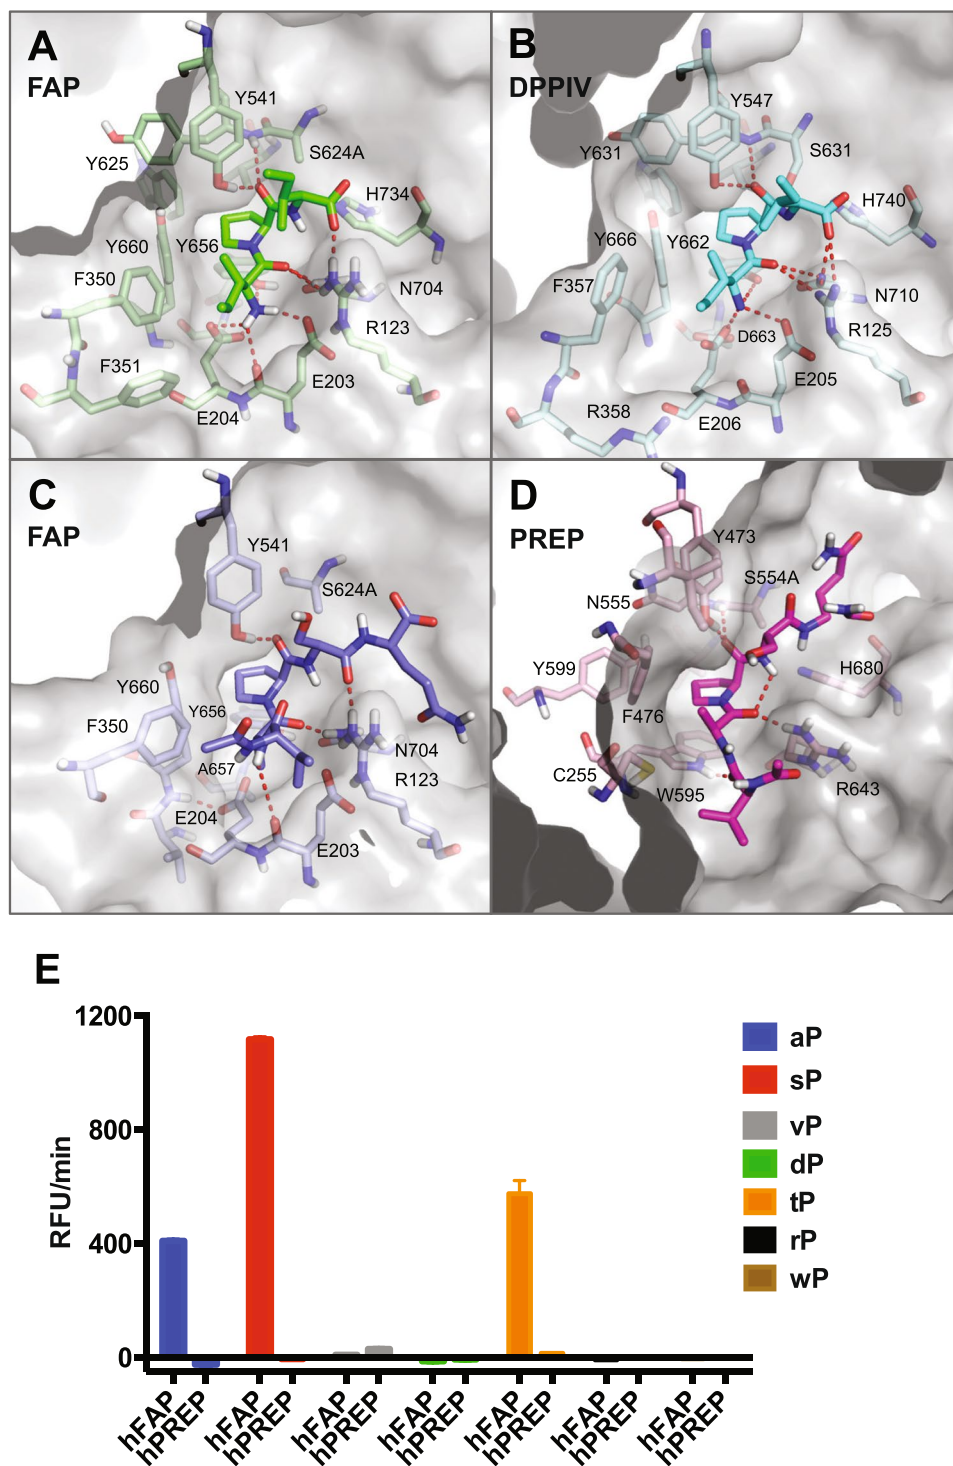 A
FAP
Y541
S624A
Y625
H734
Y660
Y656
F350
N704
R123
F351
E203
E204
B
DPPIV
Y547
Y631
S631
H740
Y666
Y662
F357
N710
D663
R125
E205
R358
E206
C
FAP
Y541
S624A
Y660
Y656
F350
N704
A657
R123
E204
E203
D
PREP
Y473
S554A
N555
Y599
H680
F476
C255
W595
R643
E
1200
800
400
0
RFU/min
aP
sP
vP
dP
tP
rP
wP
hFAP
hPREP
hFAP
hPREP
hFAP
hPREP
hFAP
hPREP
hFAP
hPREP
hFAP
hPREP
hFAP
hPREP